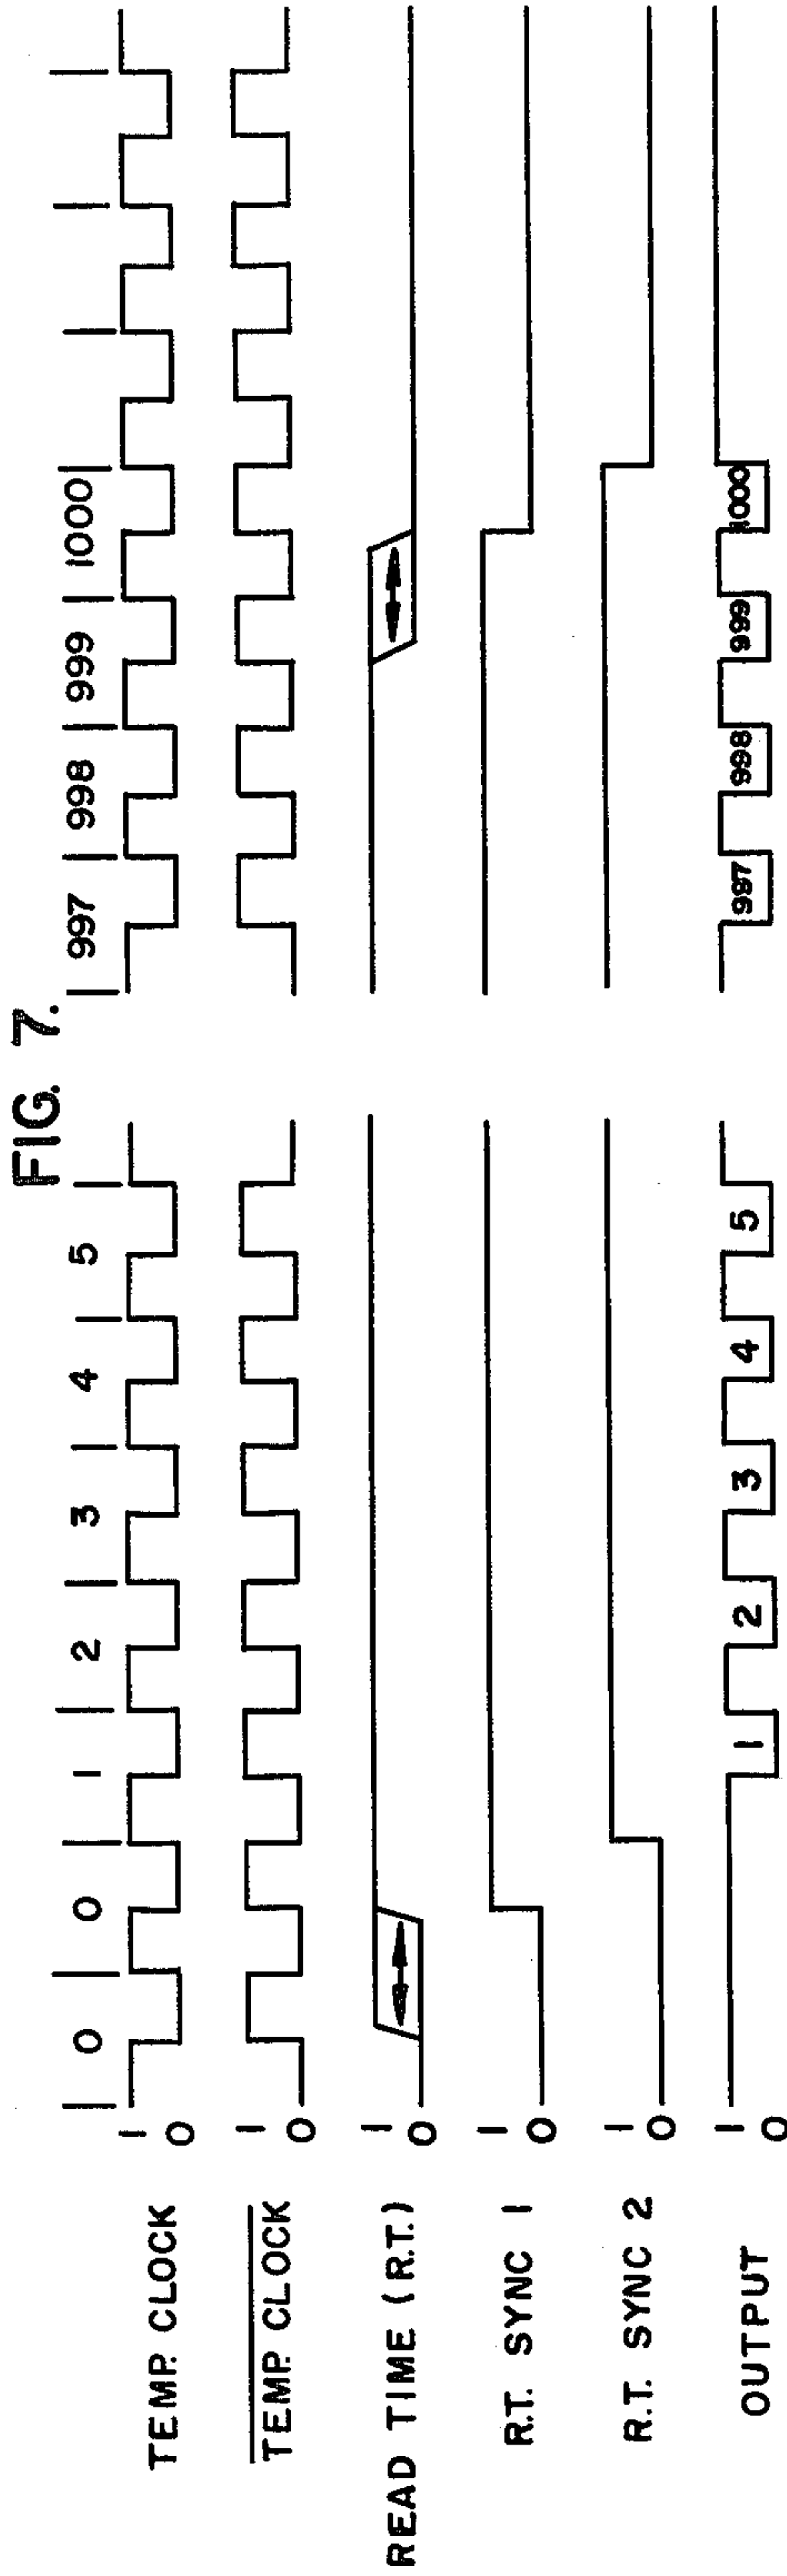 FIG. 7.
0 0 1 2 3 4 5 997 998 999 1000
TEMP. CLOCK 1 0
TEMP. CLOCK 1 0
READ TIME (R.T.) 1 0
R.T. SYNC 1 1 0
R.T. SYNC 2 1 0
OUTPUT 1 0 1 2 3 4 5 997 998 999 1000